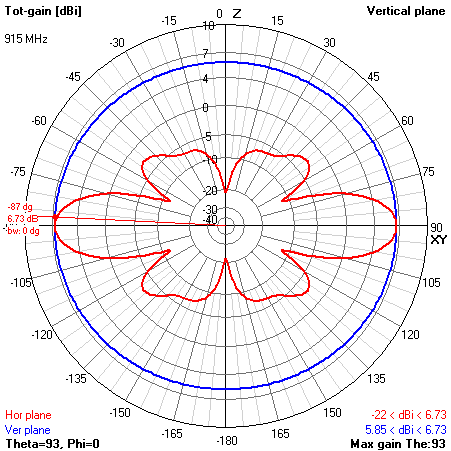 Tot-gain [dBi]
Vertical plane
915 MHz
0 Z
-15
15
-30
30
-45
45
-60
60
-75
75
90
XY
-105
105
-120
120
-135
135
-150
150
-165
165
-180
10
7
4
0
-5
-10
-20
-30
-40
-87 dg
6.73 dB
bw: 0 dg
Hor plane
-22 < dBi < 6.73
Ver plane
5.85 < dBi < 6.73
Theta=93, Phi=0
Max gain The:93